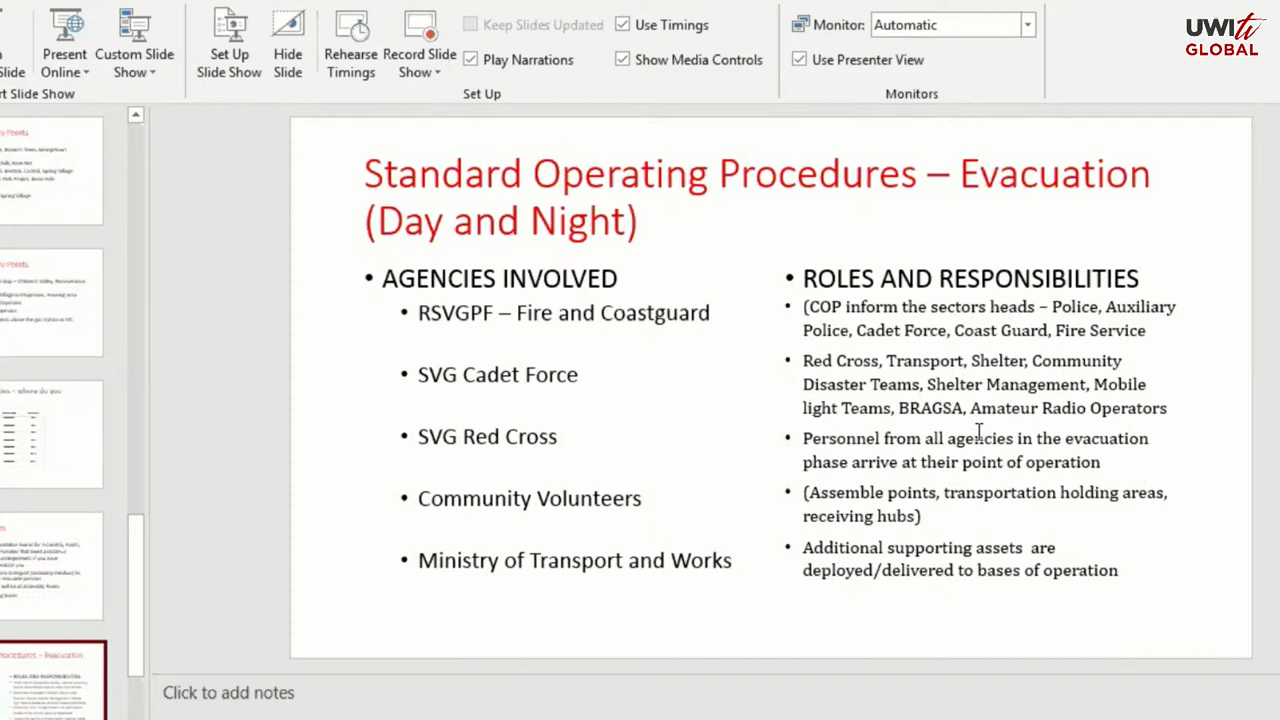 Slide
Present
Online
Custom Slide
Show
Set Up
Slide Show
Hide
Slide
Rehearse
Timings
Record Slide
Show
Keep Slides Updated
Play Narrations
Use Timings
Show Media Controls
Monitor: Automatic
Use Presenter View
rt Slide Show
Set Up
Monitors
UWItv
GLOBAL
Standard Operating Procedures – Evacuation
(Day and Night)
• AGENCIES INVOLVED
• RSVGPF – Fire and Coastguard
• SVG Cadet Force
• SVG Red Cross
• Community Volunteers
• Ministry of Transport and Works
• ROLES AND RESPONSIBILITIES
• (COP inform the sectors heads – Police, Auxiliary
Police, Cadet Force, Coast Guard, Fire Service
• Red Cross, Transport, Shelter, Community
Disaster Teams, Shelter Management, Mobile
light Teams, BRAGSA, Amateur Radio Operators
• Personnel from all agencies in the evacuation
phase arrive at their point of operation
• (Assemble points, transportation holding areas,
receiving hubs)
• Additional supporting assets are
deployed/delivered to bases of operation
Click to add notes